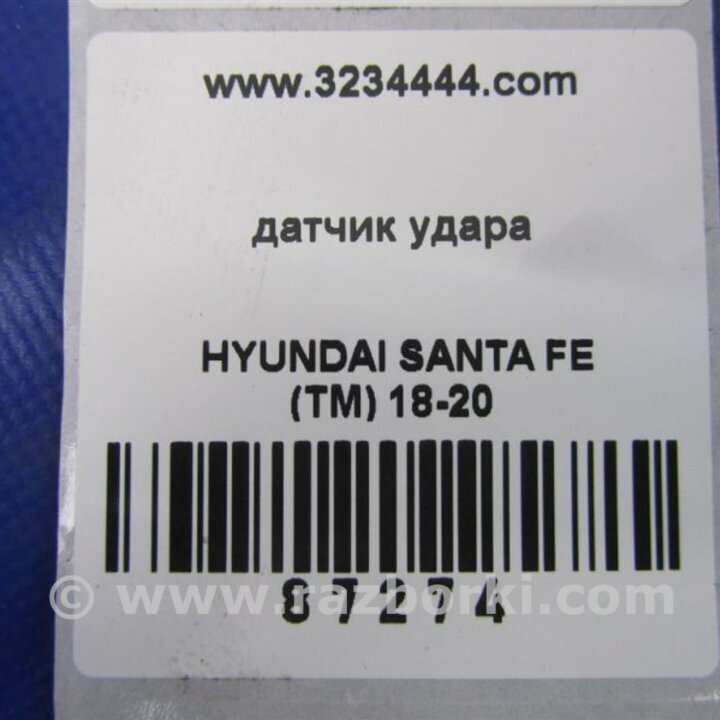 www.3234444.com
датчик удара
HYUNDAI SANTA FE
(TM) 18-20
87274
© www.razborki.com